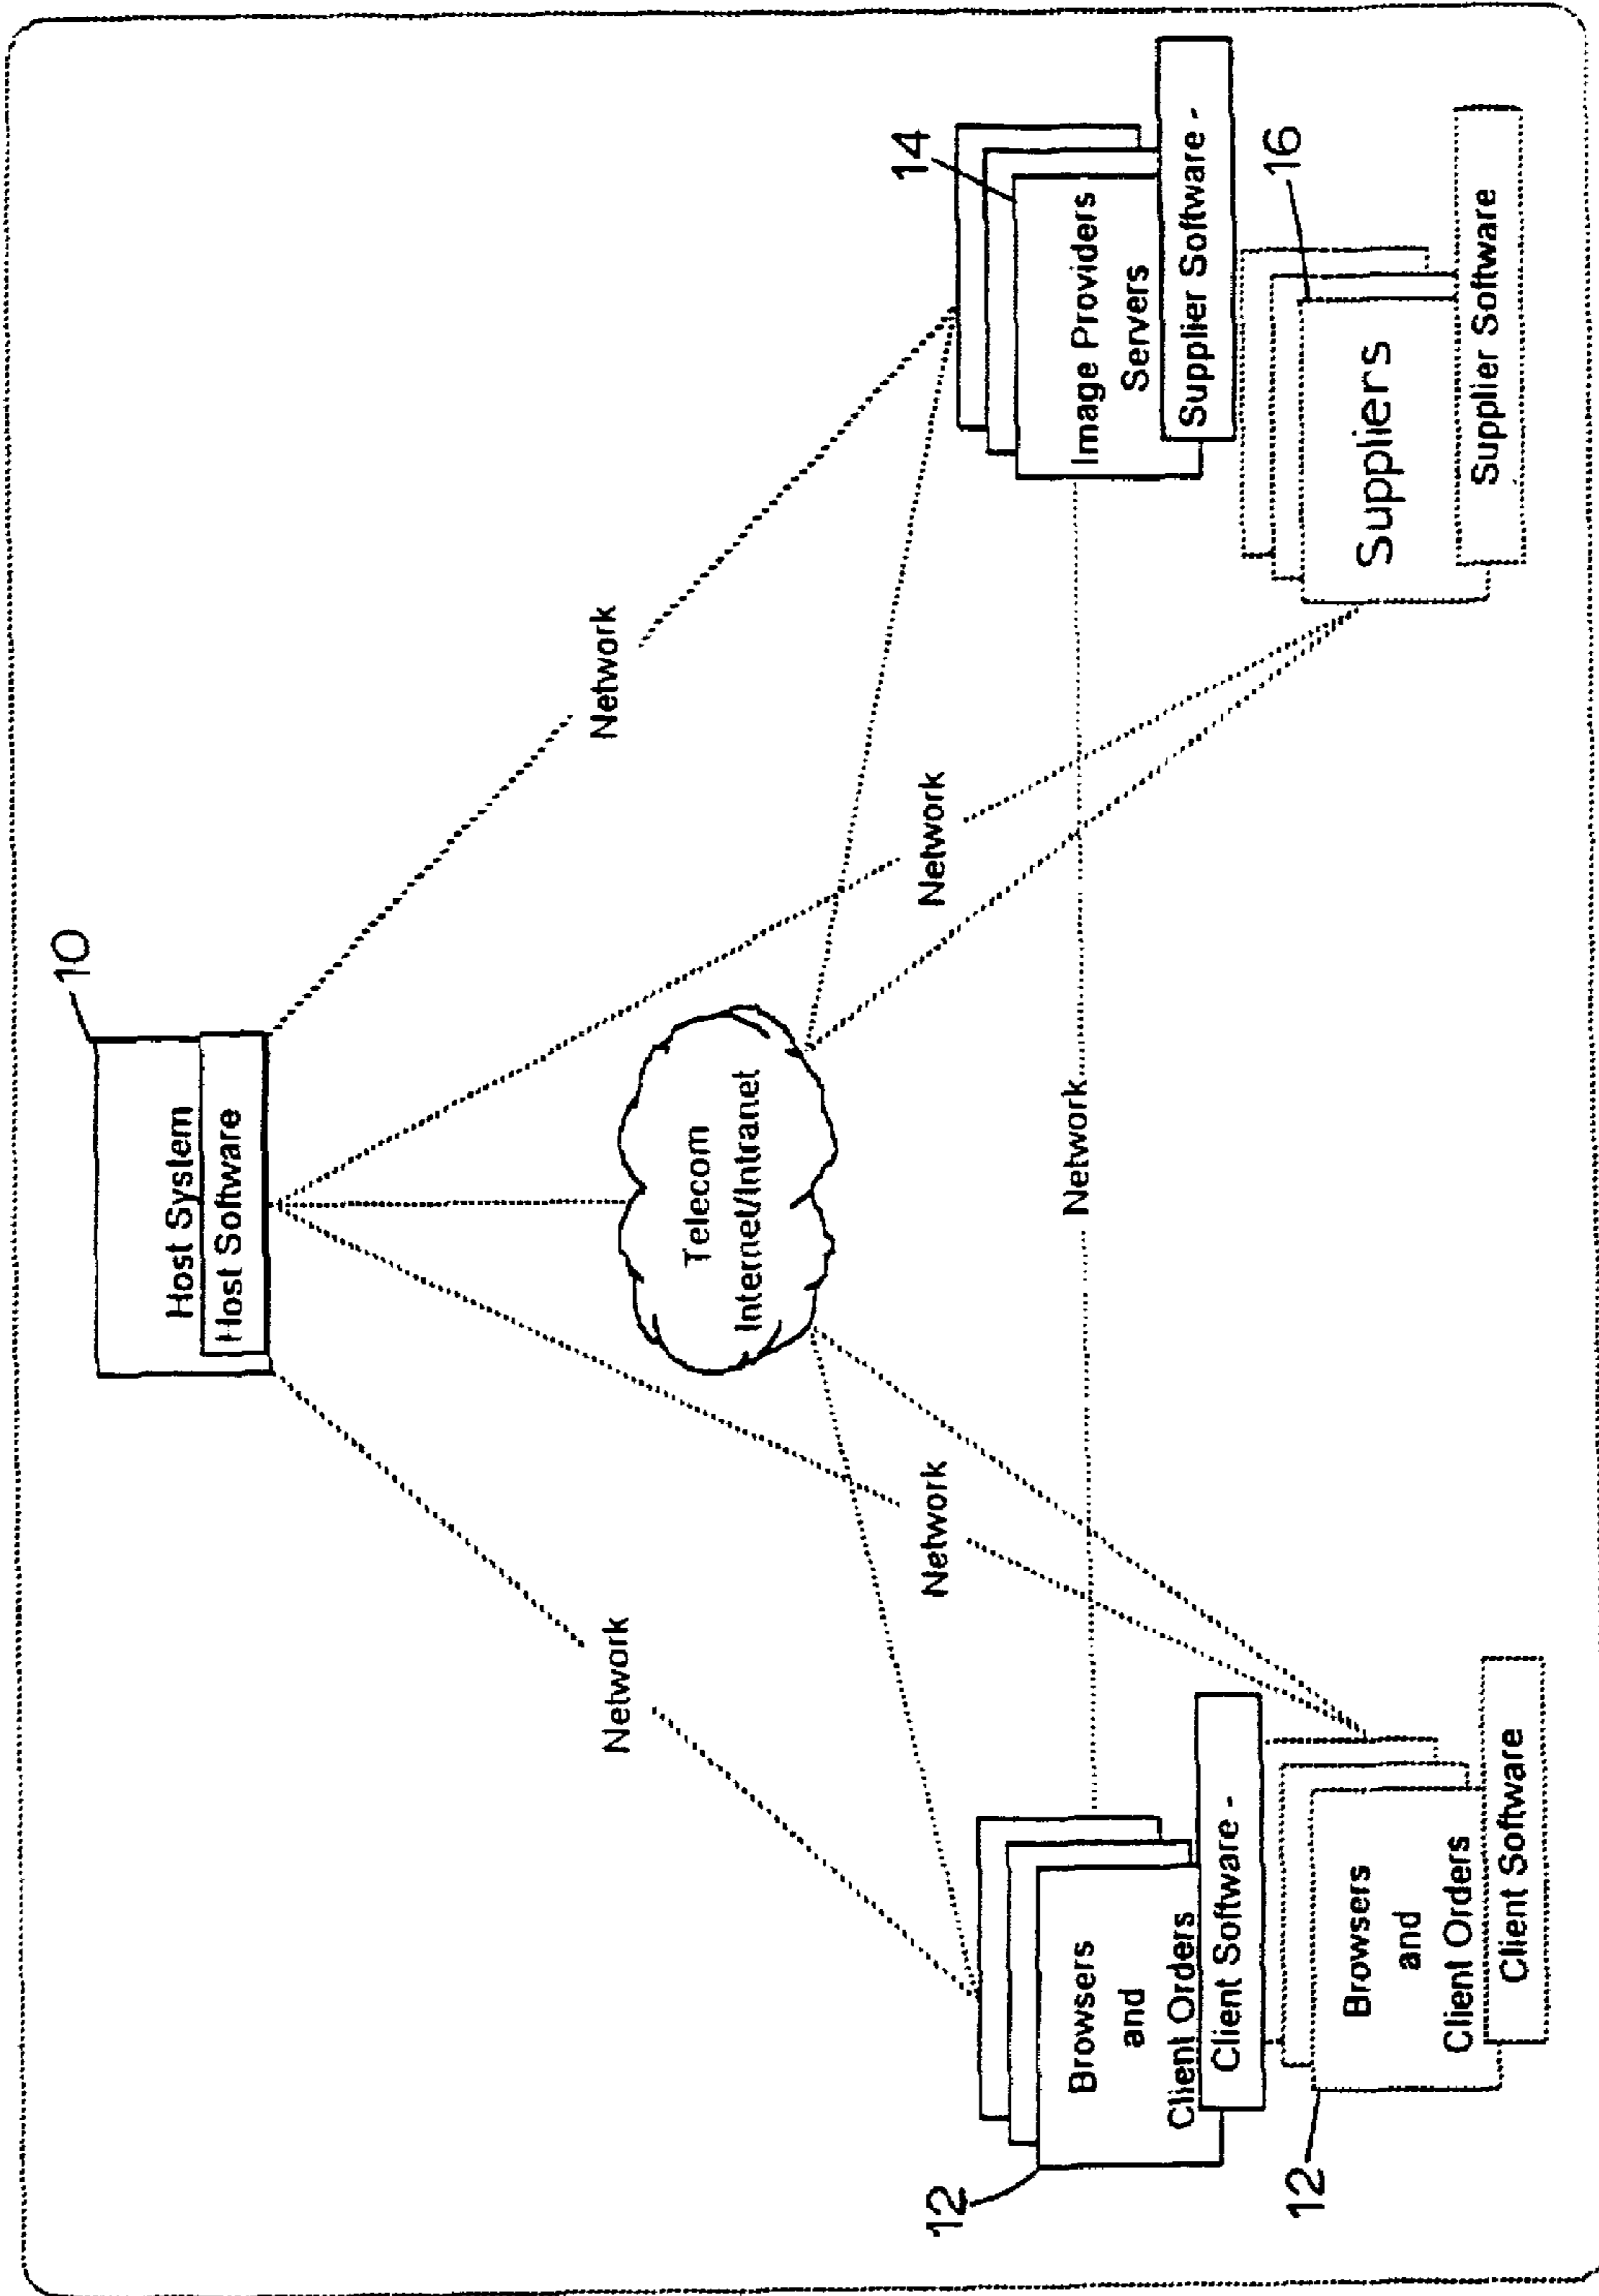 10
Host System
Host Software
Network
Network
Telecom
Internet/Intranet
Network
Network
Network
12
Browsers
and
Client Orders
Client Software -
14
Image Providers
Servers
Supplier Software -
12
Browsers
and
Client Orders
Client Software
16
Suppliers
Supplier Software